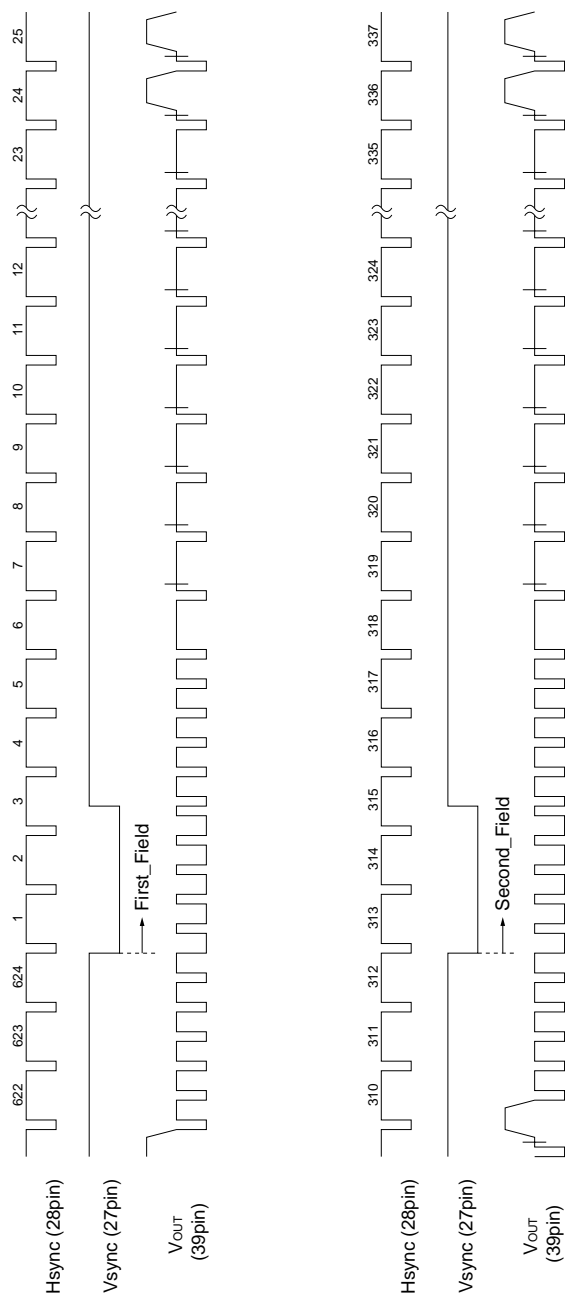 622 623 624 1 2 3 4 5 6 7 8 9 10 11 12 23 24 25
Hsync (28pin)
Vsync (27pin)
First_Field
VOUT
(39pin)
310 311 312 313 314 315 316 317 318 319 320 321 322 323 324 335 336 337
Hsync (28pin)
Vsync (27pin)
Second_Field
VOUT
(39pin)